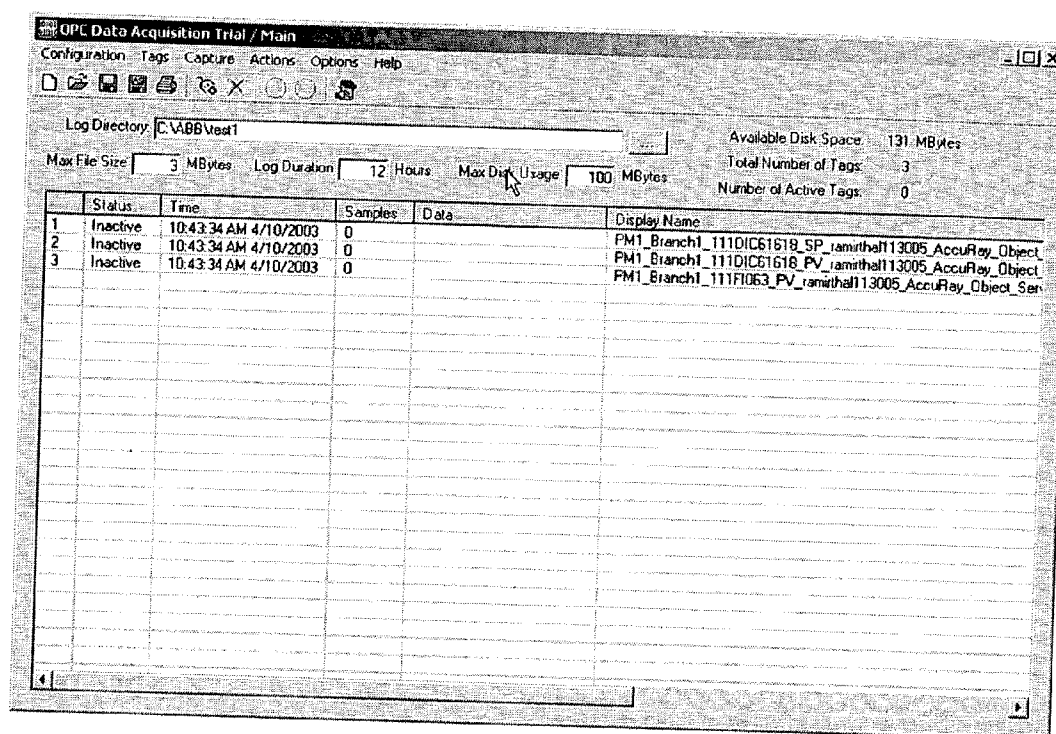 OPC Data Acquisition Trial / Main
Configuration Tags Capture Actions Options Help
Log Directory: C:\ABB\test1 ... Available Disk Space: 131 MBytes
Max File Size 3 MBytes Log Duration 12 Hours Max Disk Usage 100 MBytes Total Number of Tags: 3
Number of Active Tags: 0
Status Time Samples Data Display Name
1 Inactive 10:43:34 AM 4/10/2003 0 PM1_Branch1_111DIC61618_SP_ramirthal113005_AccuRay_Object_
2 Inactive 10:43:34 AM 4/10/2003 0 PM1_Branch1_111DIC61618_PV_ramirthal113005_AccuRay_Object_
3 Inactive 10:43:34 AM 4/10/2003 0 PM1_Branch1_111FI063_PV_ramirthal113005_AccuRay_Object_Ser